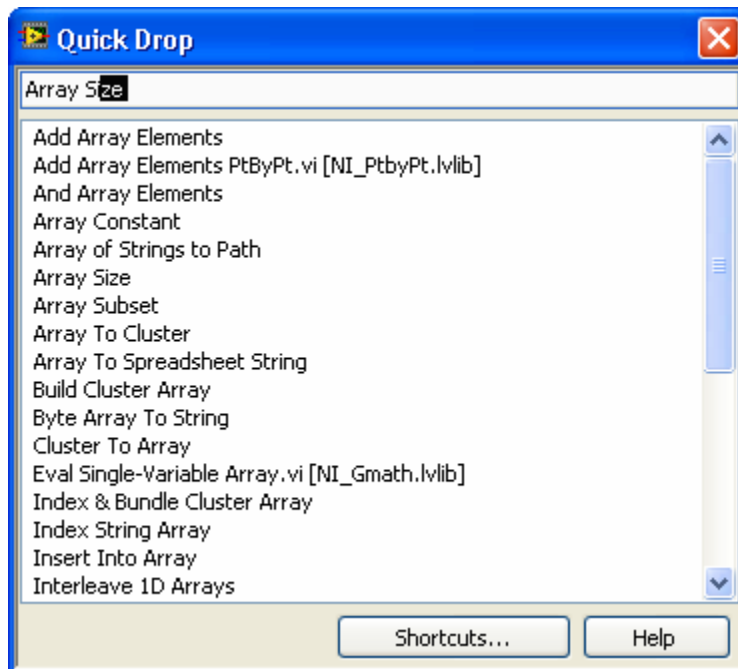 Quick Drop
Array Size
Add Array Elements
Add Array Elements PtByPt.vi [NI_PtbyPt.lvlib]
And Array Elements
Array Constant
Array of Strings to Path
Array Size
Array Subset
Array To Cluster
Array To Spreadsheet String
Build Cluster Array
Byte Array To String
Cluster To Array
Eval Single-Variable Array.vi [NI_Gmath.lvlib]
Index & Bundle Cluster Array
Index String Array
Insert Into Array
Interleave 1D Arrays
Shortcuts... Help